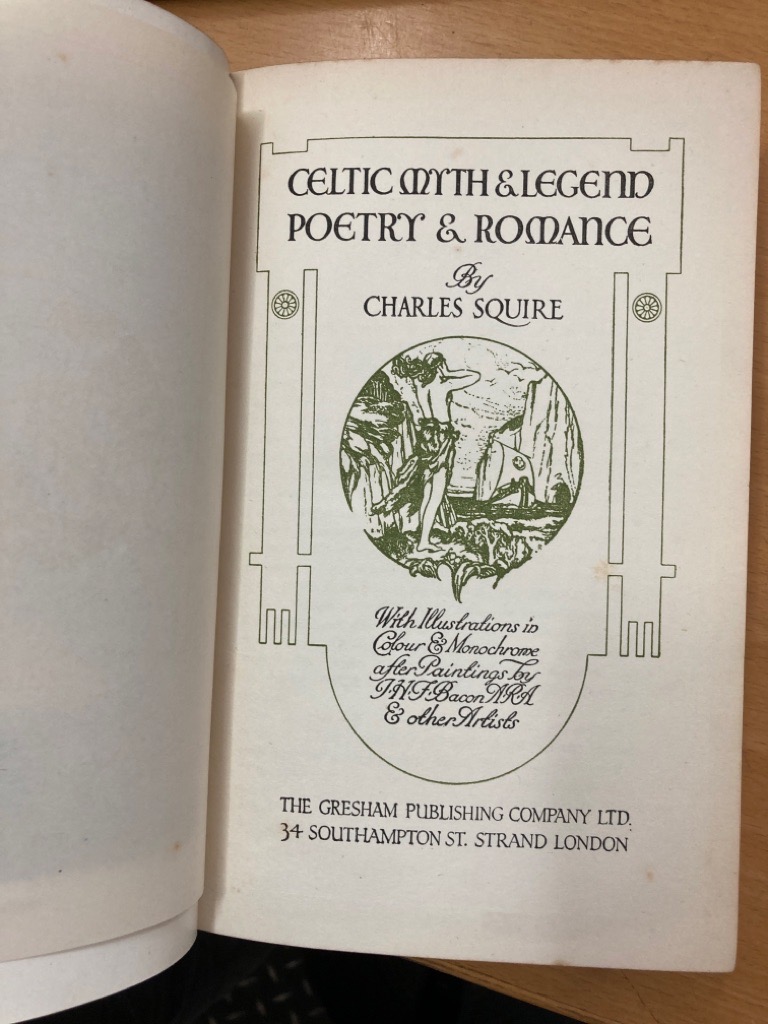 CELTIC MYTH & LEGEND
POETRY & ROMANCE
By
CHARLES SQUIRE
With Illustrations in
Colour & Monochrome
after Paintings by
J.H.F. Bacon A.R.A
& other Artists
THE GRESHAM PUBLISHING COMPANY LTD.
34 SOUTHAMPTON ST. STRAND LONDON